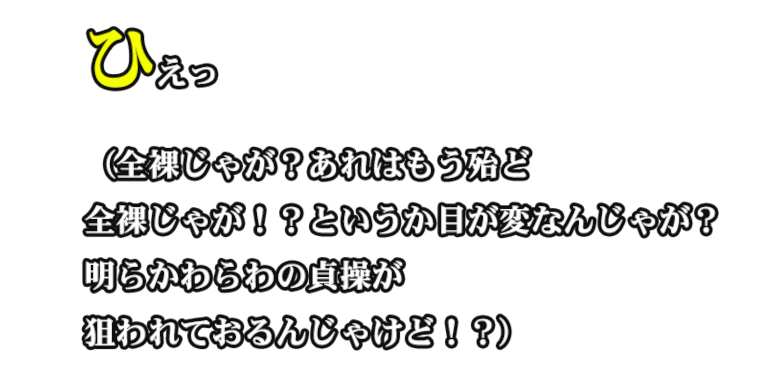 ひえっ
（全裸じゃが？あれはもう殆ど
全裸じゃが！？というか目が変なんじゃが？
明らかわらわの貞操が
狙われておるんじゃけど！？）